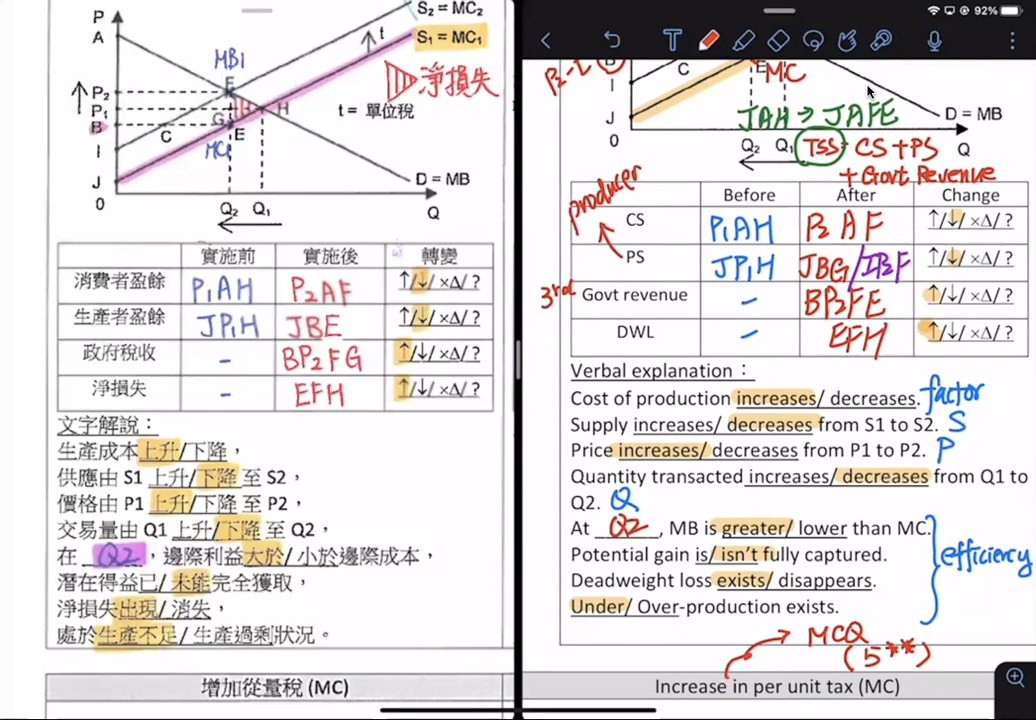 P
A
S₂ = MC₂
S₁ = MC₁
t
MB1
淨損失
P₂
F
P₁
H
B
G
t = 單位稅
C
E
I
MC
J
D = MB
0
Q₂ Q₁
Q
實施前 實施後 轉變
消費者盈餘 P₁AH P₂AF ↑/↓/ ×Δ/ ?
生產者盈餘 JP₁H JBE ↑/↓/ ×Δ/ ?
政府稅收 - BP₂FG ↑/↓/ ×Δ/ ?
淨損失 - EFH ↑/↓/ ×Δ/ ?
文字解說：
生產成本上升/下降，
供應由 S1 上升/下降 至 S2，
價格由 P1 上升/下降 至 P2，
交易量由 Q1 上升/下降 至 Q2，
在 Q2，邊際利益大於/ 小於邊際成本，
潛在得益已/ 未能完全獲取，
淨損失出現/ 消失，
處於生產不足/ 生產過剩狀況。
增加從量稅 (MC)
92%
T
C
E
MC
J
JAH ⇒ JAFE
D = MB
0
Q₂ Q₁
Q
TSS = CS + PS
+ Govt Revenue
producer
Before After Change
CS P₁AH P₂AF ↑/↓/ ×Δ/ ?
PS JP₁H JBG/IP₂F ↑/↓/ ×Δ/ ?
3rd
Govt revenue - BP₂FE ↑/↓/ ×Δ/ ?
DWL - EFH ↑/↓/ ×Δ/ ?
Verbal explanation：
Cost of production increases/ decreases. factor
Supply increases/ decreases from S1 to S2. S
Price increases/ decreases from P1 to P2. P
Quantity transacted increases/ decreases from Q1 to
Q2. Q
At Q2, MB is greater/ lower than MC.
Potential gain is/ isn't fully captured.
efficiency
Deadweight loss exists/ disappears.
Under/ Over-production exists.
MCQ
(5**)
Increase in per unit tax (MC)